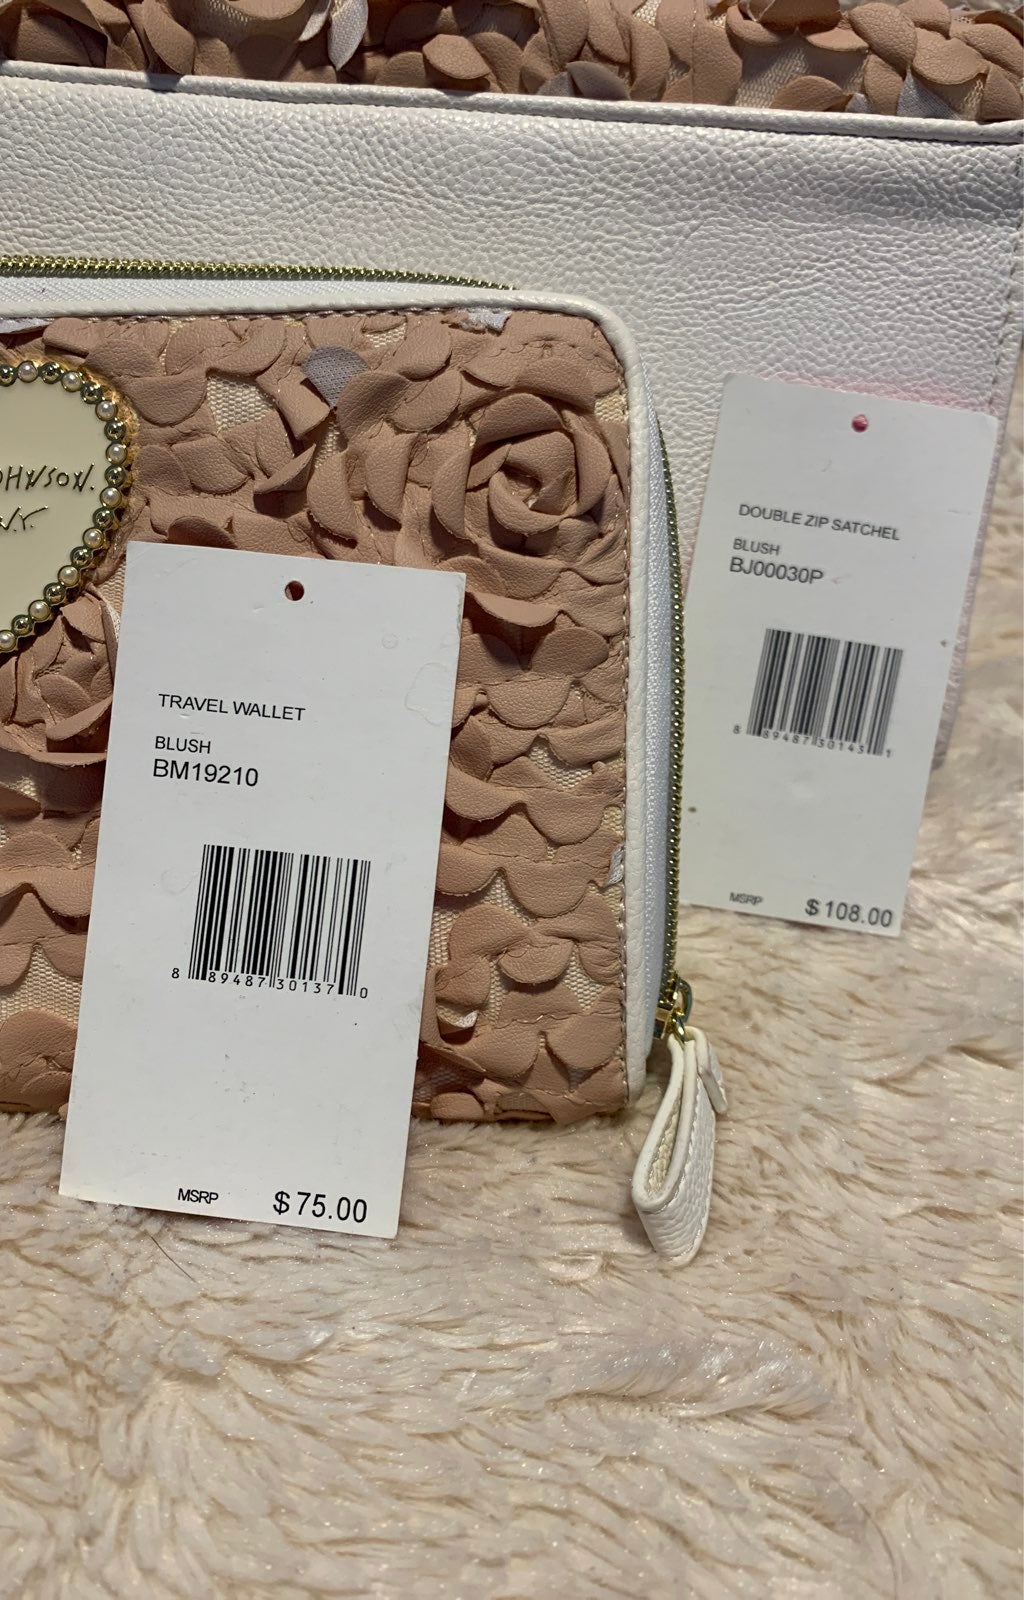 OHNSON.
N.Y.
DOUBLE ZIP SATCHEL
BLUSH
BJ00030P
8 89487 30143 1
MSRP $108.00
TRAVEL WALLET
BLUSH
BM19210
8 89487 30137 0
MSRP $75.00